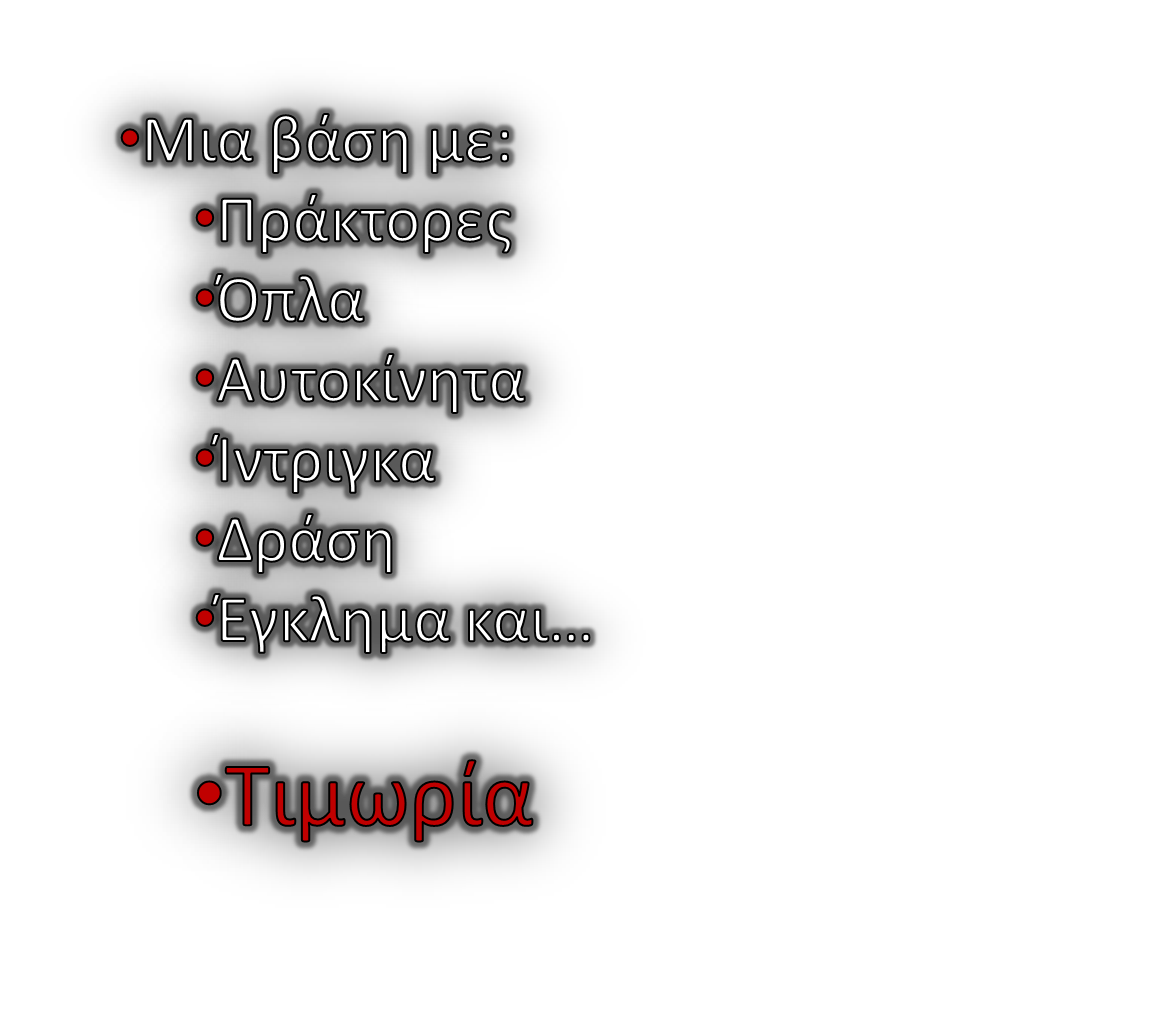 •Μια βάση με:
•Πράκτορες
•Όπλα
•Αυτοκίνητα
•Ίντριγκα
•Δράση
•Έγκλημα και...
•Τιμωρία